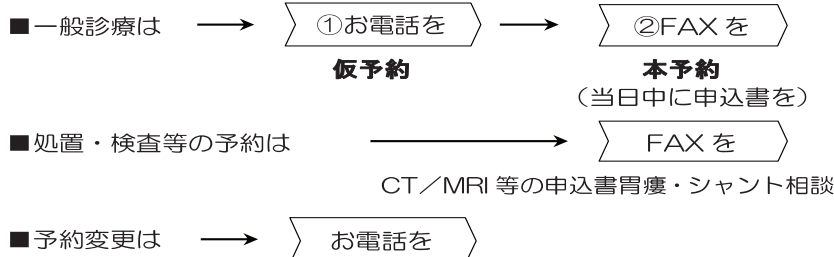 ■一般診療は → ①お電話を → ②FAXを
仮予約 本予約
（当日中に申込書を）
■処置・検査等の予約は → FAXを
CT／MRI等の申込書胃瘻・シャント相談
■予約変更は → お電話を